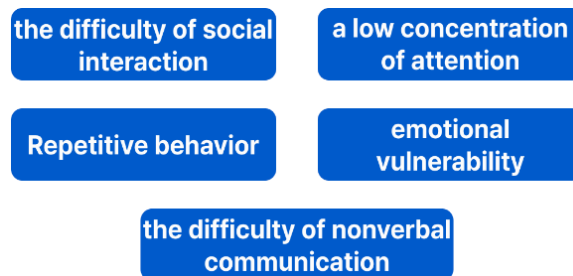 the difficulty of social
interaction
a low concentration
of attention
Repetitive behavior
emotional
vulnerability
the difficulty of nonverbal
communication